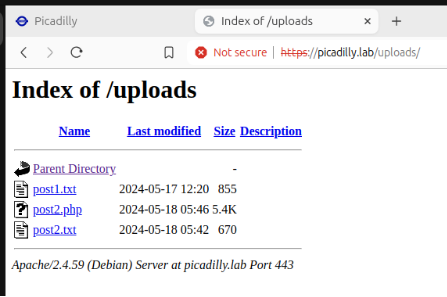 Picadilly
Index of /uploads
Not secure https://picadilly.lab/uploads/
Index of /uploads
Name Last modified Size Description
Parent Directory -
post1.txt 2024-05-17 12:20 855
post2.php 2024-05-18 05:46 5.4K
post2.txt 2024-05-18 05:42 670
Apache/2.4.59 (Debian) Server at picadilly.lab Port 443